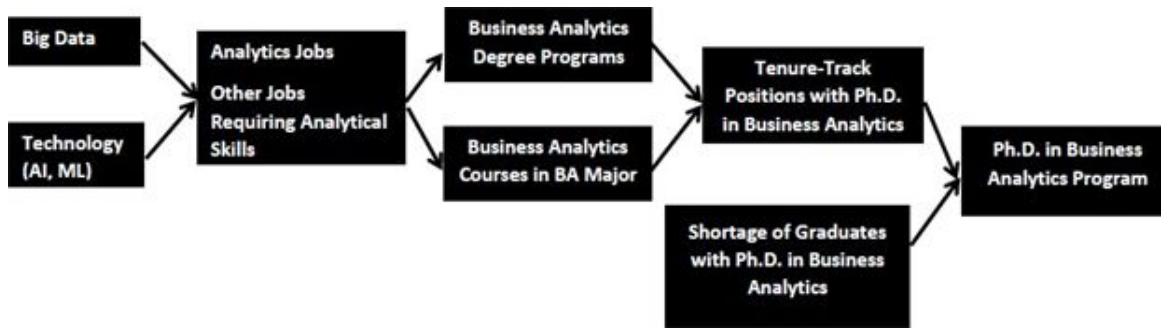 Big Data
Technology
(AI, ML)
Analytics Jobs
Other Jobs
Requiring Analytical
Skills
Business Analytics
Degree Programs
Business Analytics
Courses in BA Major
Tenure-Track
Positions with Ph.D.
in Business Analytics
Shortage of Graduates
with Ph.D. in Business
Analytics
Ph.D. in Business
Analytics Program